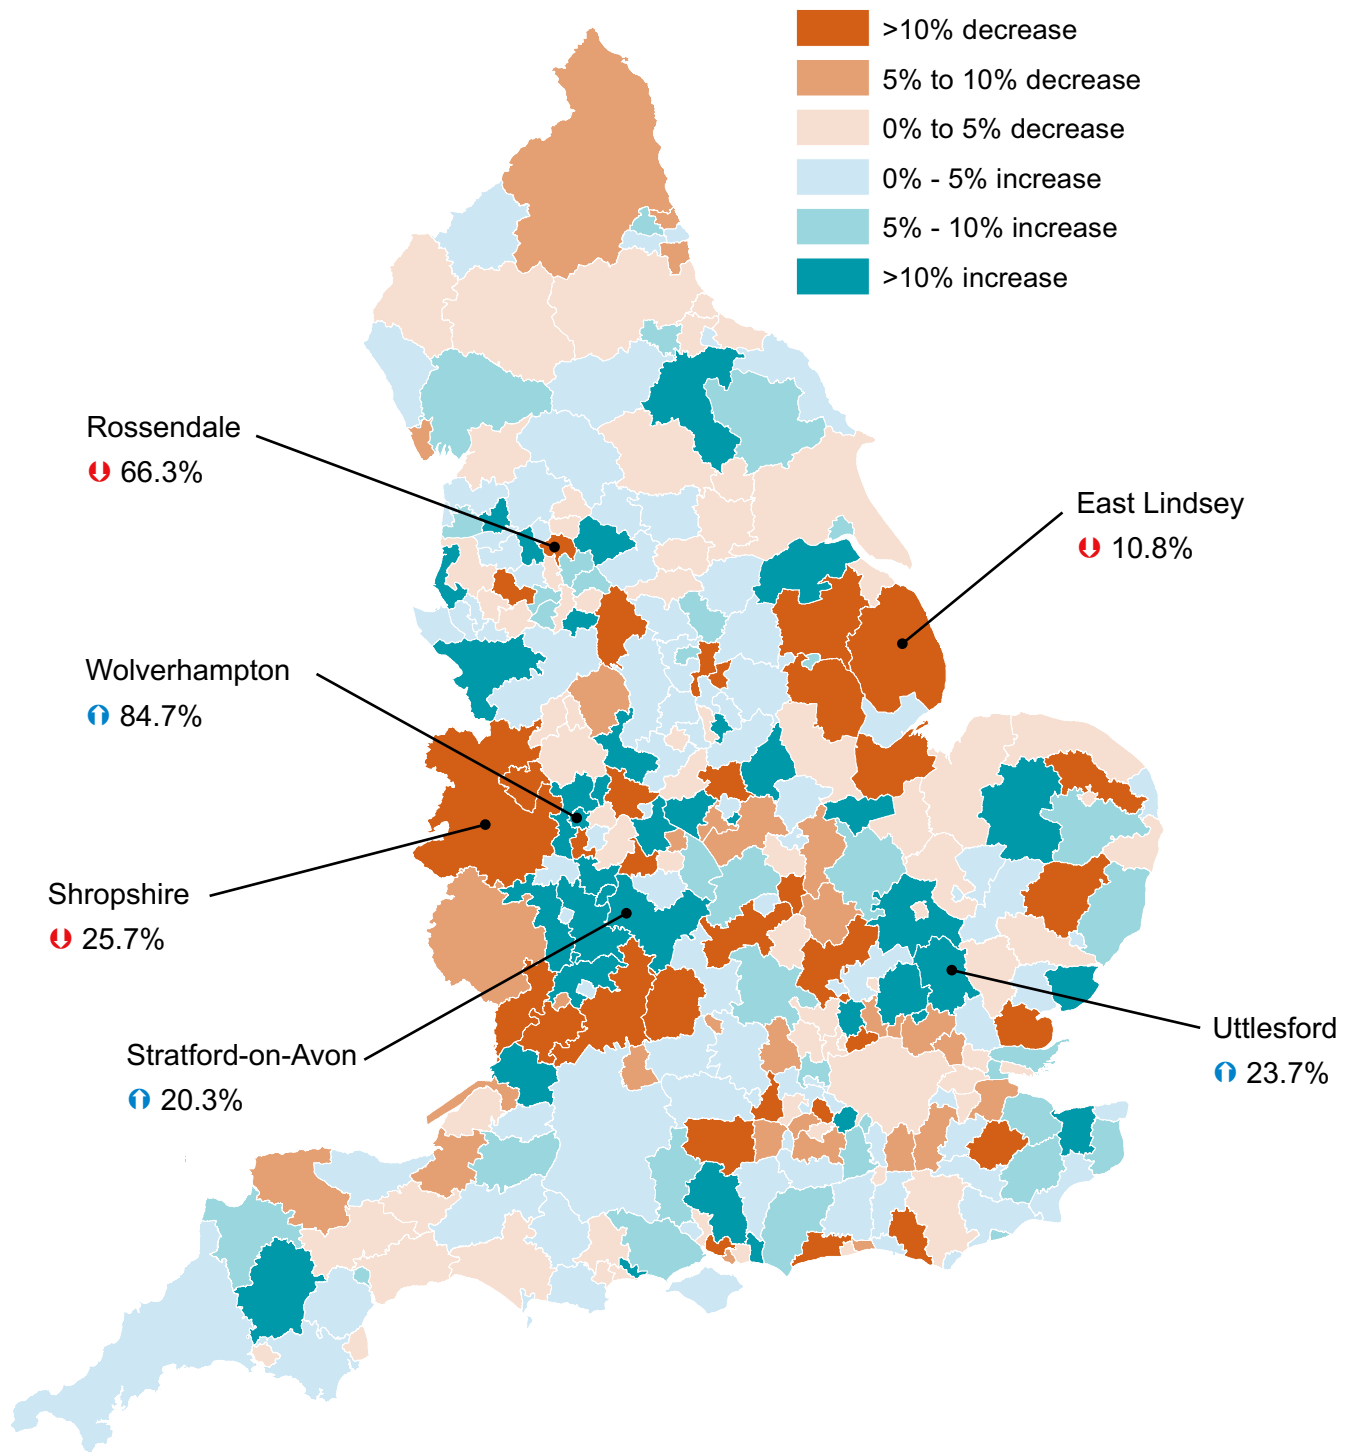 >10% decrease
5% to 10% decrease
0% to 5% decrease
0% - 5% increase
5% - 10% increase
>10% increase
Rossendale
66.3%
East Lindsey
10.8%
Wolverhampton
84.7%
Shropshire
25.7%
Stratford-on-Avon
20.3%
Uttlesford
23.7%